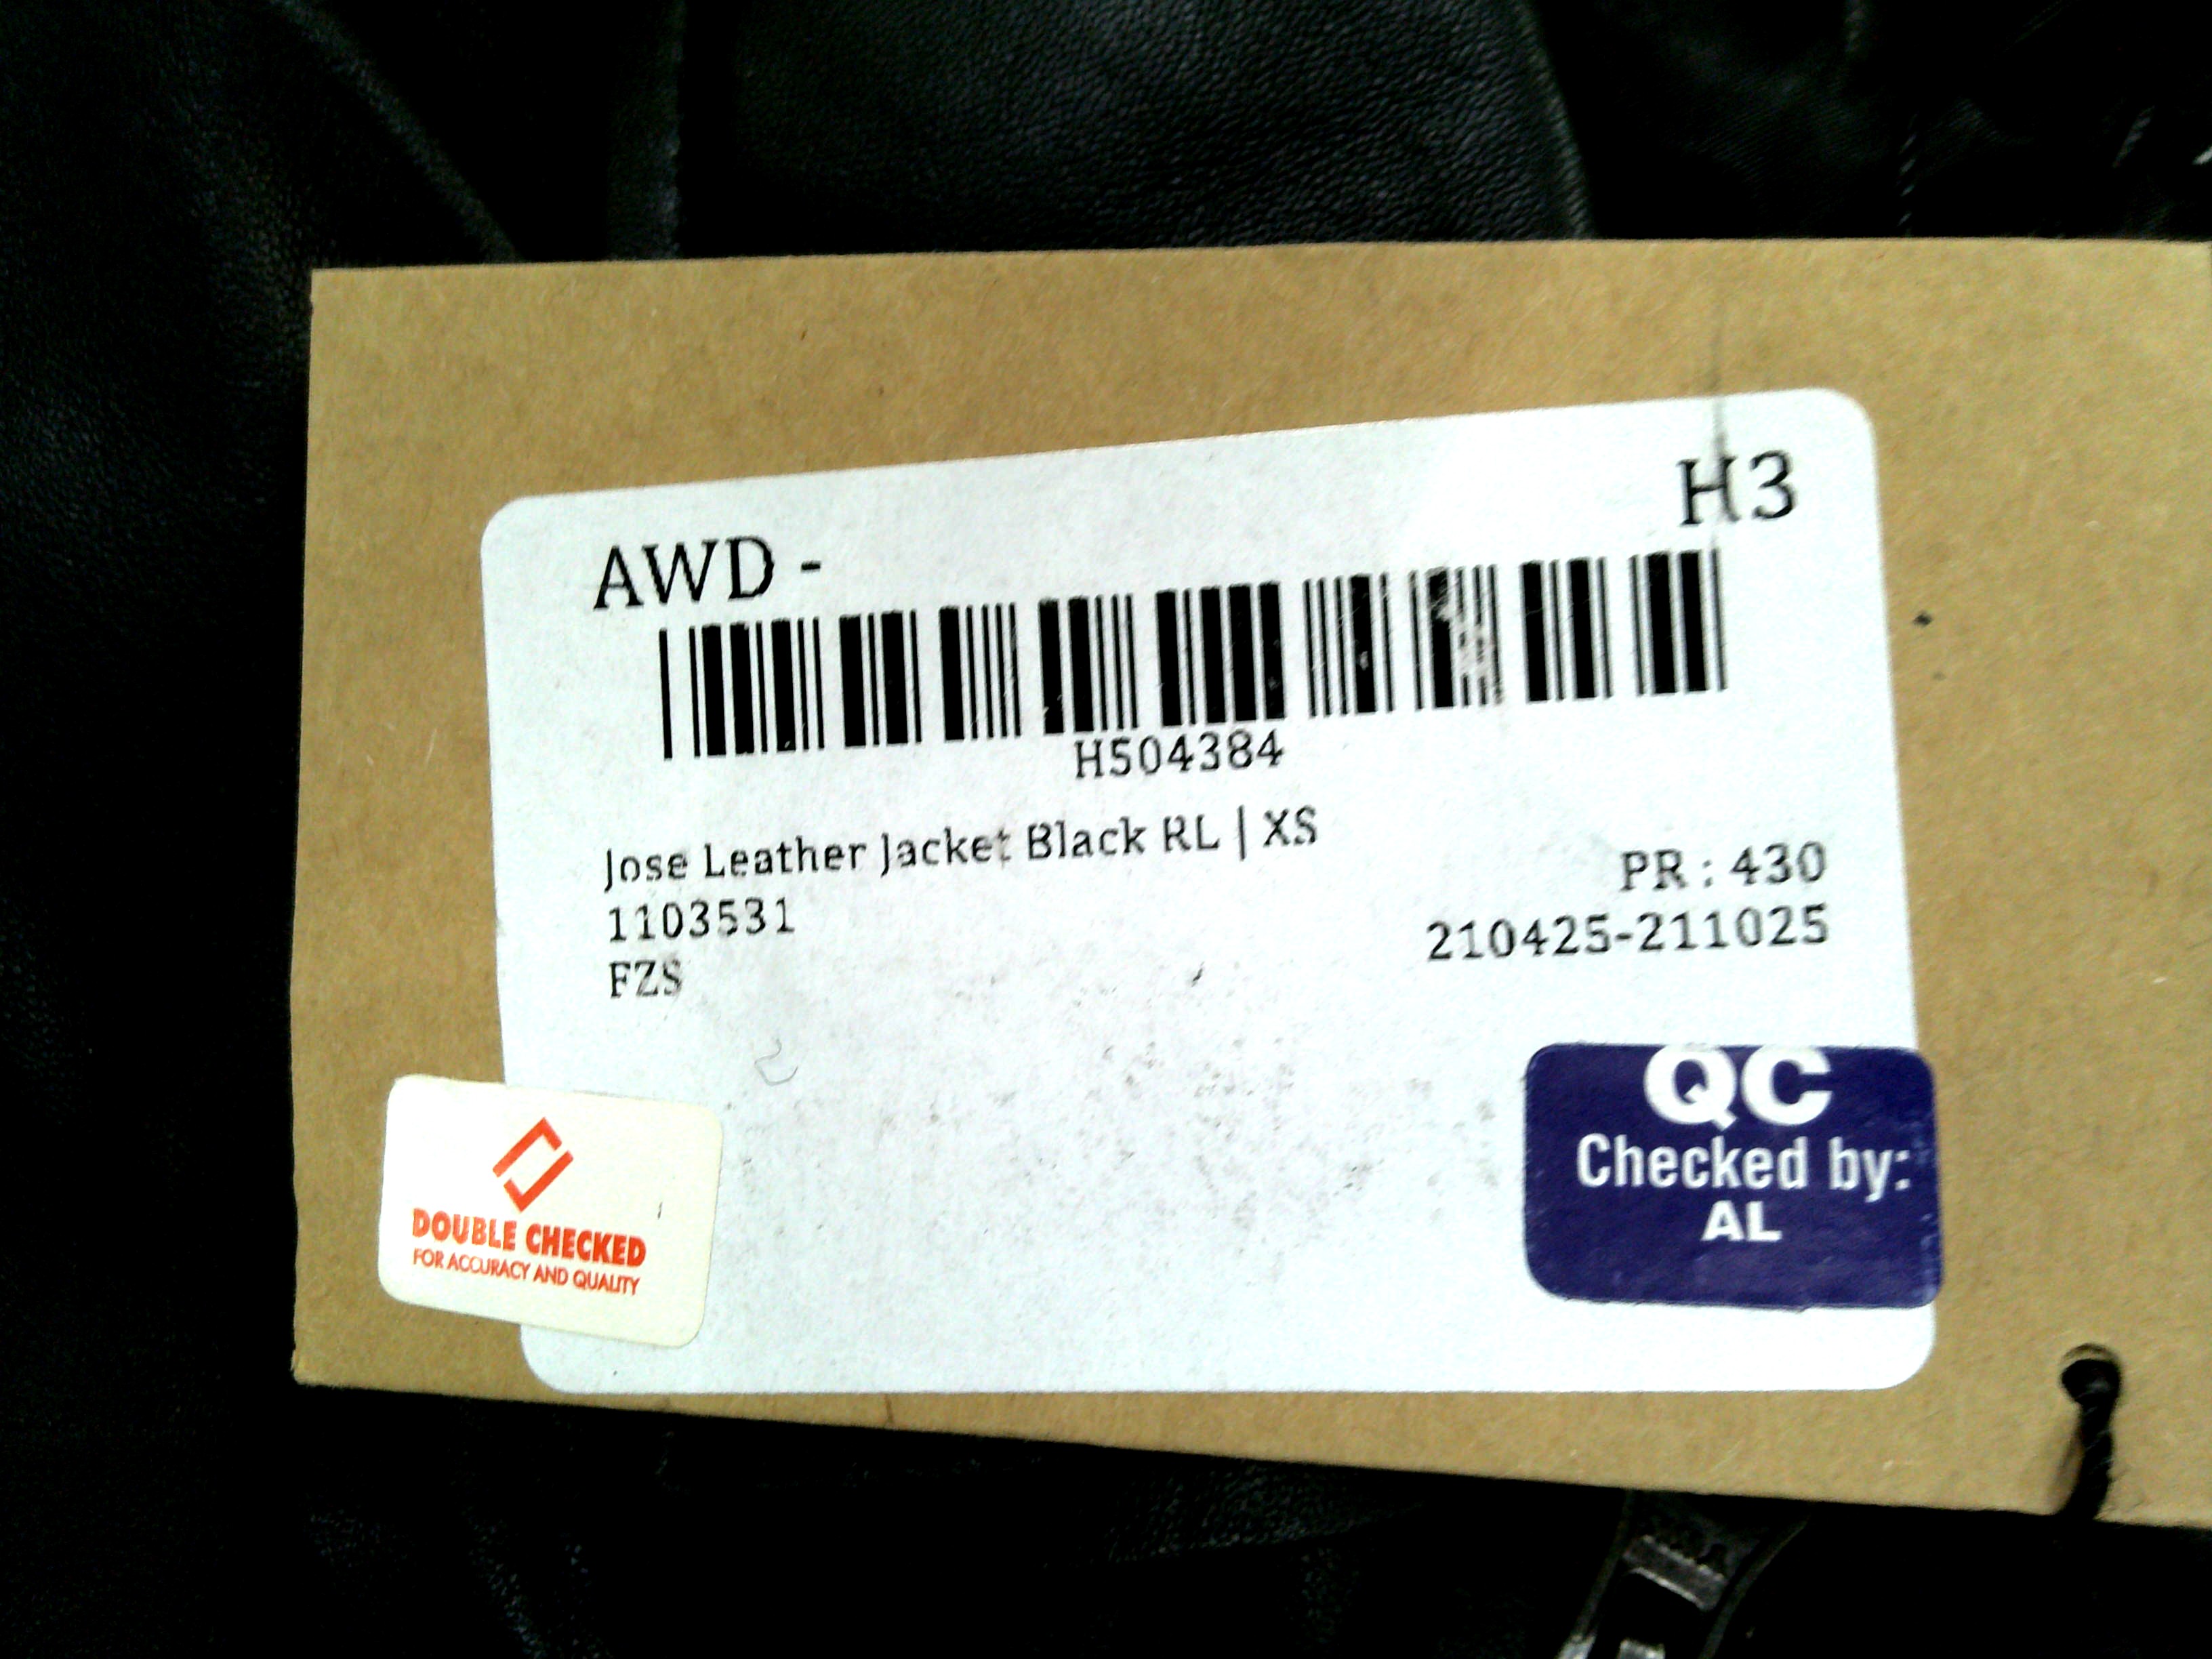 AWD -
H3
H504384
Jose Leather Jacket Black RL | XS
PR : 430
1103531
210425-211025
FZS
QC
Checked by:
AL
DOUBLE CHECKED
FOR ACCURACY AND QUALITY